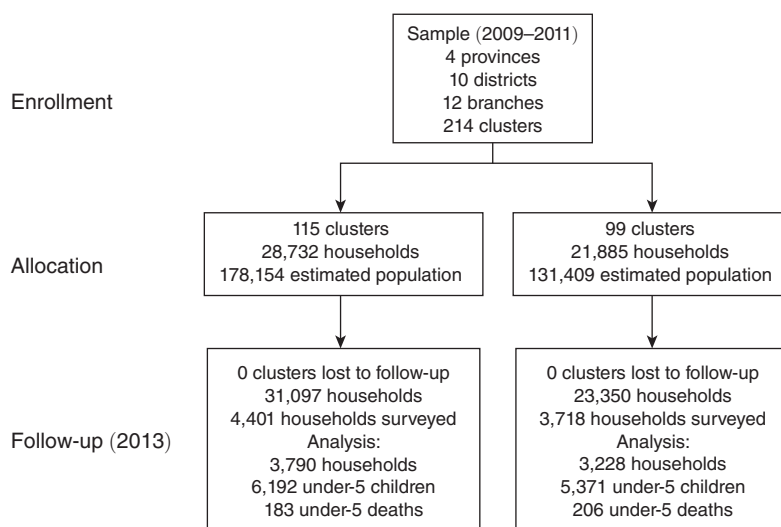 Enrollment
Sample (2009–2011)
4 provinces
10 districts
12 branches
214 clusters
Allocation
115 clusters
28,732 households
178,154 estimated population
99 clusters
21,885 households
131,409 estimated population
Follow-up (2013)
0 clusters lost to follow-up
31,097 households
4,401 households surveyed
Analysis:
3,790 households
6,192 under-5 children
183 under-5 deaths
0 clusters lost to follow-up
23,350 households
3,718 households surveyed
Analysis:
3,228 households
5,371 under-5 children
206 under-5 deaths